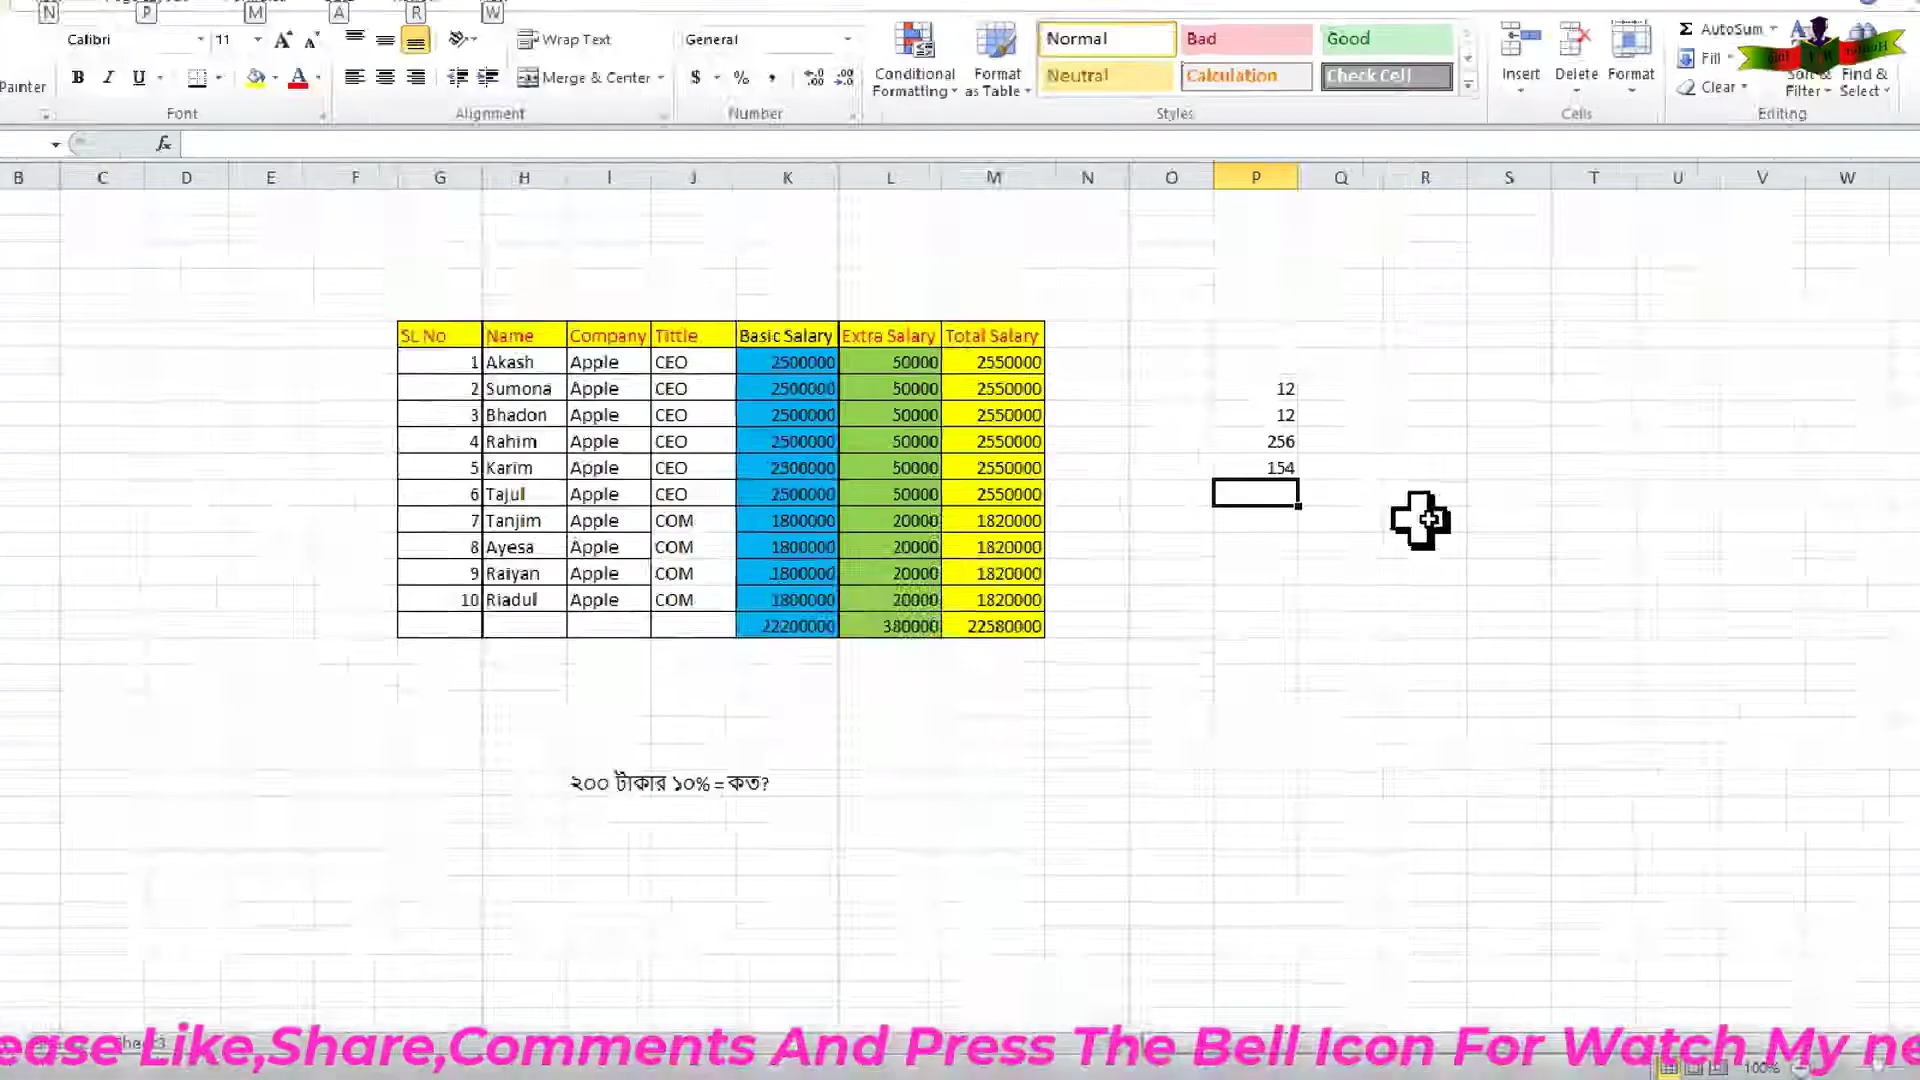 N P M A R W
Calibri 11 A A Wrap Text General Normal Bad Good AutoSum
Painter B I U A Merge & Center $ % , Conditional Formatting Format as Table Neutral Calculation Check Cell Insert Delete Format Fill Clear Sort & Filter Find & Select
Font Alignment Number Styles Cells Editing
fx
B C D E F G H I J K L M N O P Q R S T U V W
SL No Name Company Tittle Basic Salary Extra Salary Total Salary
1 Akash Apple CEO 2500000 50000 2550000
2 Sumona Apple CEO 2500000 50000 2550000 12
3 Bhadon Apple CEO 2500000 50000 2550000 12
4 Rahim Apple CEO 2500000 50000 2550000 256
5 Karim Apple CEO 2500000 50000 2550000 154
6 Tajul Apple CEO 2500000 50000 2550000
7 Tanjim Apple COM 1800000 20000 1820000
8 Ayesa Apple COM 1800000 20000 1820000
9 Raiyan Apple COM 1800000 20000 1820000
10 Riadul Apple COM 1800000 20000 1820000
22200000 380000 22580000
২০০ টাকার ১০% = কত?
ease Like,Share,Comments And Press The Bell Icon For Watch My ne
100%